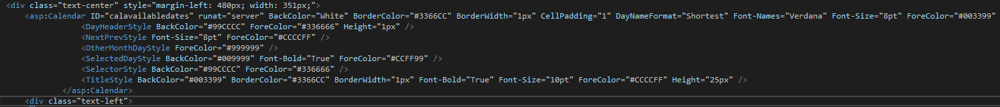 <div class="text-center" style="margin-left: 480px; width: 351px;">
<asp:Calendar ID="calavailabledates" runat="server" BackColor="White" BorderColor="#3366CC" BorderWidth="1px" CellPadding="1" DayNameFormat="Shortest" Font-Names="Verdana" Font-Size="8pt" ForeColor="#003399"
<DayHeaderStyle BackColor="#99CCCC" ForeColor="#336666" Height="1px" />
<NextPrevStyle Font-Size="8pt" ForeColor="#CCCCFF" />
<OtherMonthDayStyle ForeColor="#999999" />
<SelectedDayStyle BackColor="#009999" Font-Bold="True" ForeColor="#CCFF99" />
<SelectorStyle BackColor="#99CCCC" ForeColor="#336666" />
<TitleStyle BackColor="#003399" BorderColor="#3366CC" BorderWidth="1px" Font-Bold="True" Font-Size="10pt" ForeColor="#CCCCFF" Height="25px" />
</asp:Calendar>
<div class="text-left">